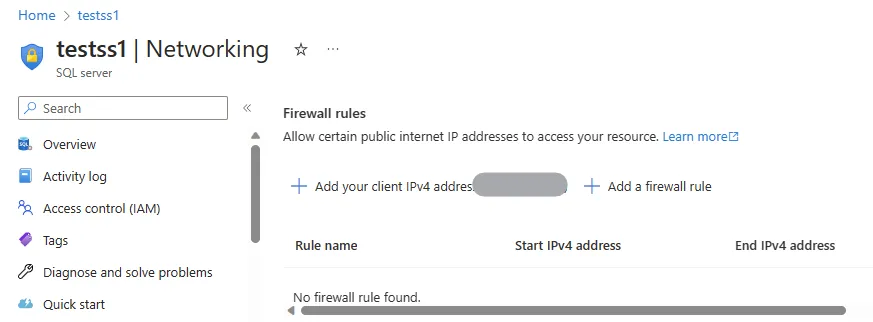 Home > testss1
testss1 | Networking
SQL server
Search
Firewall rules
Allow certain public internet IP addresses to access your resource. Learn more
Overview
Add your client IPv4 addres
Add a firewall rule
Activity log
Access control (IAM)
Rule name Start IPv4 address End IPv4 address
Tags
Diagnose and solve problems
No firewall rule found.
Quick start